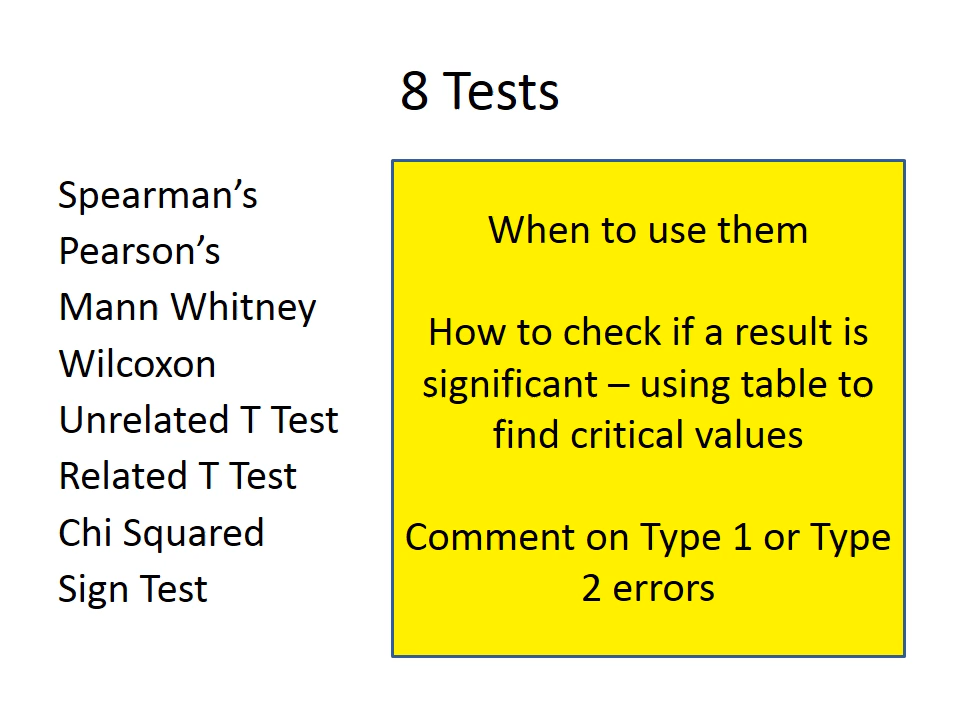 8 Tests
Spearman’s
Pearson’s
Mann Whitney
Wilcoxon
Unrelated T Test
Related T Test
Chi Squared
Sign Test
When to use them
How to check if a result is
significant – using table to
find critical values
Comment on Type 1 or Type
2 errors